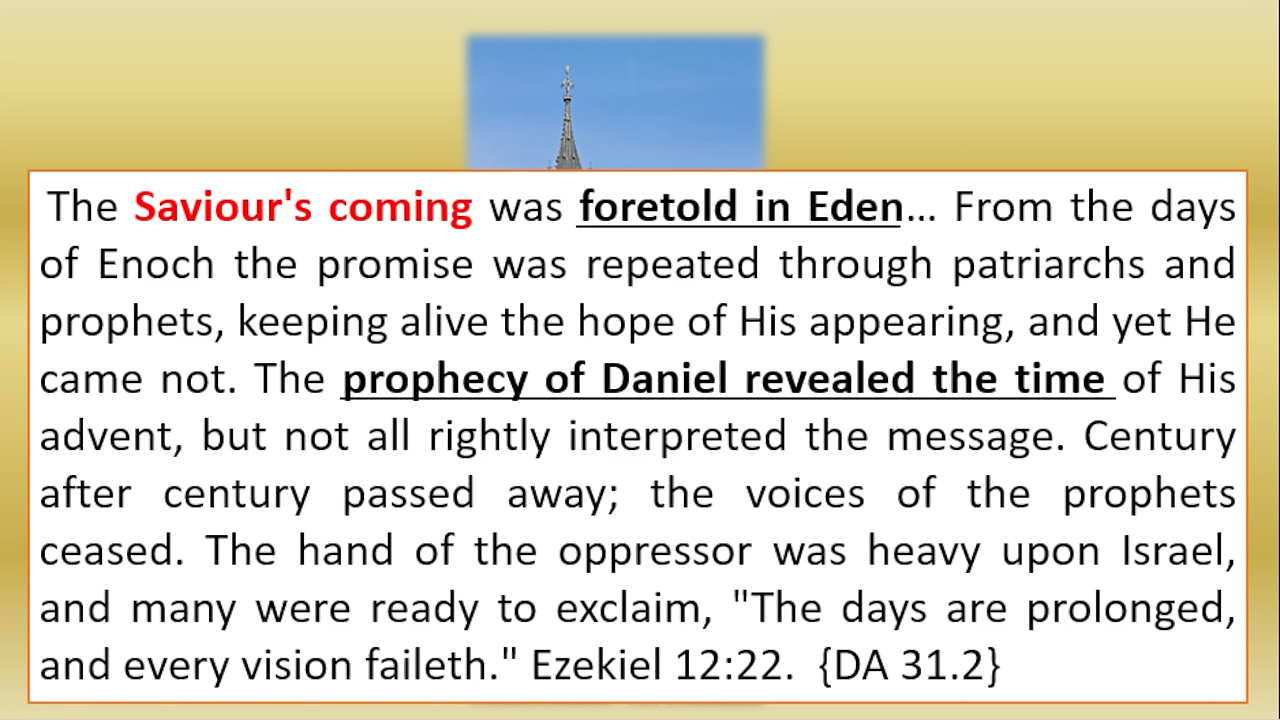 The Saviour's coming was foretold in Eden... From the days
of Enoch the promise was repeated through patriarchs and
prophets, keeping alive the hope of His appearing, and yet He
came not. The prophecy of Daniel revealed the time of His
advent, but not all rightly interpreted the message. Century
after century passed away; the voices of the prophets
ceased. The hand of the oppressor was heavy upon Israel,
and many were ready to exclaim, "The days are prolonged,
and every vision faileth." Ezekiel 12:22. {DA 31.2}